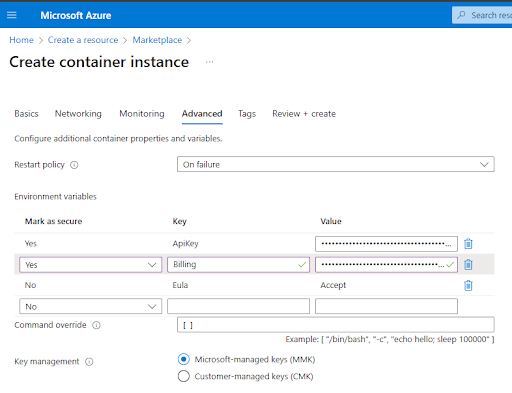 Microsoft Azure
Search reso
Home > Create a resource > Marketplace >
Create container instance ...
Basics Networking Monitoring Advanced Tags Review + create
Configure additional container properties and variables.
Restart policy On failure
Environment variables
Mark as secure Key Value
Yes ApiKey ••••••••••••••••••••••••••••••••••••...
Yes Billing ••••••••••••••••••••••••••••••••••...
No Eula Accept
No
Command override [ ]
Example: [ "/bin/bash", "-c", "echo hello; sleep 100000" ]
Key management Microsoft-managed keys (MMK)
Customer-managed keys (CMK)